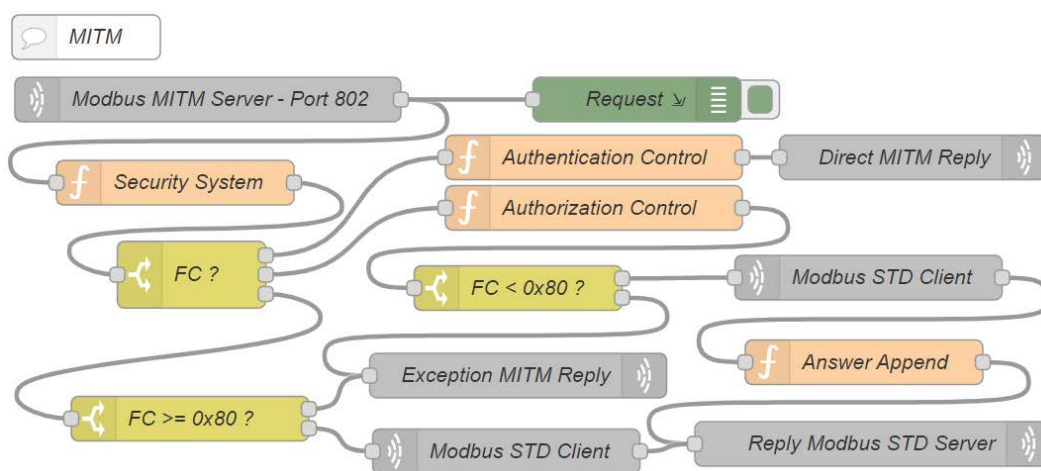 MITM
Modbus MITM Server - Port 802
Request
Authentication Control
Direct MITM Reply
Security System
Authorization Control
FC ?
FC < 0x80 ?
Modbus STD Client
Answer Append
Exception MITM Reply
FC >= 0x80 ?
Modbus STD Client
Reply Modbus STD Server